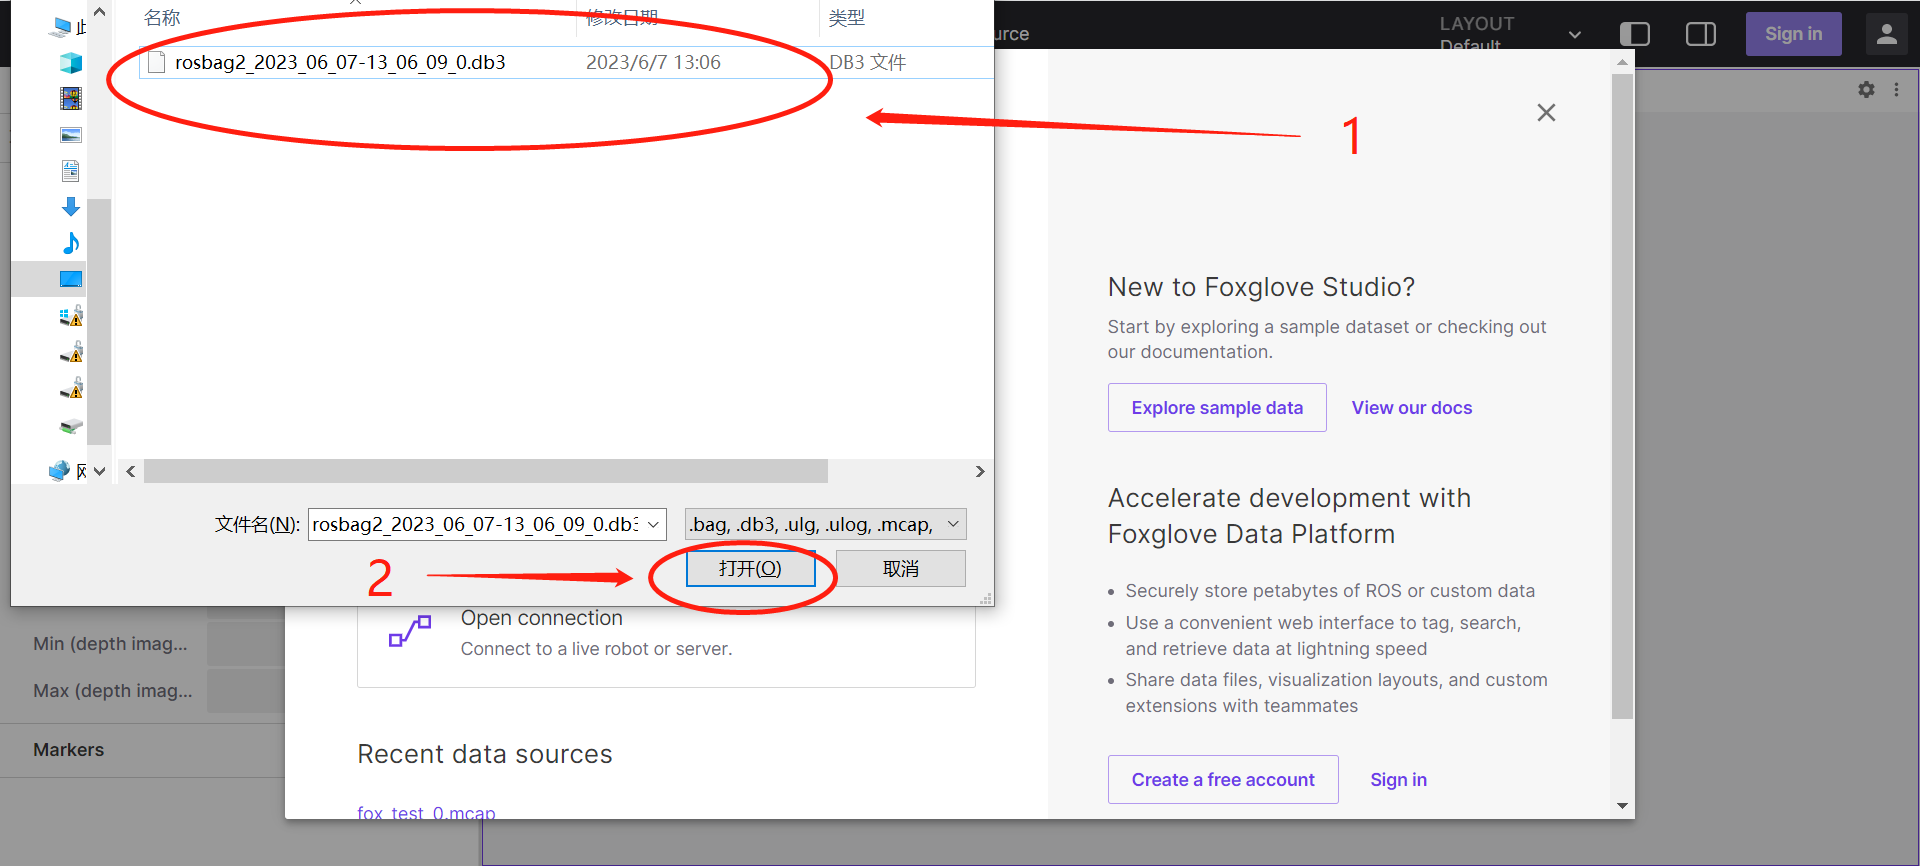 名称 修改日期 类型
rosbag2_2023_06_07-13_06_09_0.db3 2023/6/7 13:06 DB3 文件
1
文件名(N): rosbag2_2023_06_07-13_06_09_0.db3 .bag, .db3, .ulg, .ulog, .mcap,
2
打开(O) 取消
urce
LAYOUT
Default
Sign in
Open connection
Connect to a live robot or server.
Min (depth imag...
Max (depth imag...
Markers
Recent data sources
fox_test_0.mcap
New to Foxglove Studio?
Start by exploring a sample dataset or checking out
our documentation.
Explore sample data View our docs
Accelerate development with
Foxglove Data Platform
• Securely store petabytes of ROS or custom data
• Use a convenient web interface to tag, search,
and retrieve data at lightning speed
• Share data files, visualization layouts, and custom
extensions with teammates
Create a free account Sign in